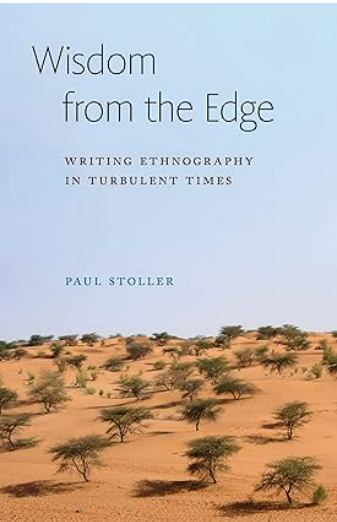 Wisdom
from the Edge
WRITING ETHNOGRAPHY
IN TURBULENT TIMES
PAUL STOLLER